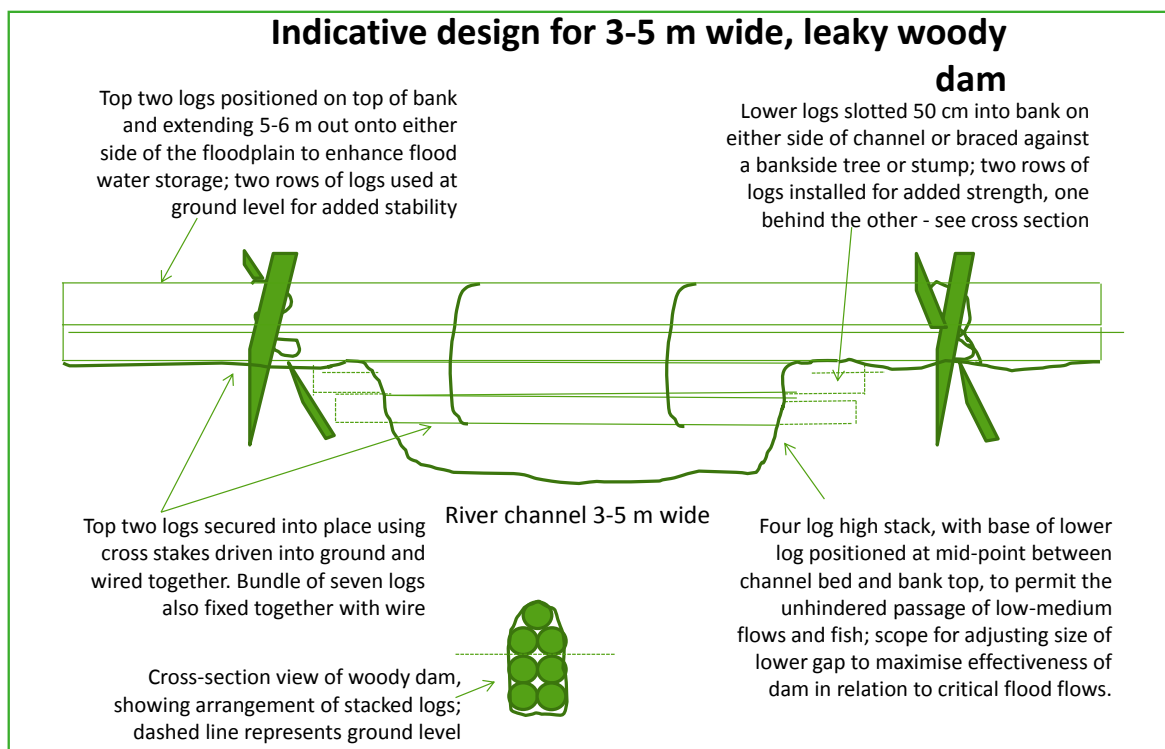 Indicative design for 3-5 m wide, leaky woody
dam
Top two logs positioned on top of bank
and extending 5-6 m out onto either
side of the floodplain to enhance flood
water storage; two rows of logs used at
ground level for added stability
Lower logs slotted 50 cm into bank on
either side of channel or braced against
a bankside tree or stump; two rows of
logs installed for added strength, one
behind the other - see cross section
Top two logs secured into place using
cross stakes driven into ground and
wired together. Bundle of seven logs
also fixed together with wire
River channel 3-5 m wide
Four log high stack, with base of lower
log positioned at mid-point between
channel bed and bank top, to permit the
unhindered passage of low-medium
flows and fish; scope for adjusting size of
lower gap to maximise effectiveness of
dam in relation to critical flood flows.
Cross-section view of woody dam,
showing arrangement of stacked logs;
dashed line represents ground level